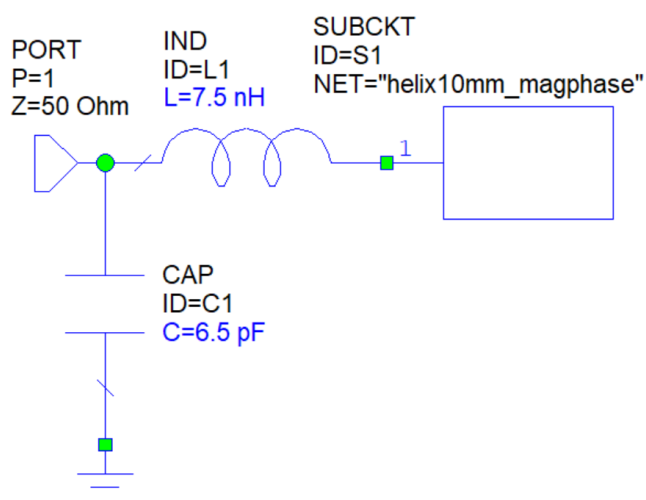 PORT
P=1
Z=50 Ohm
IND
ID=L1
L=7.5 nH
SUBCKT
ID=S1
NET="helix10mm_magphase"
1
CAP
ID=C1
C=6.5 pF